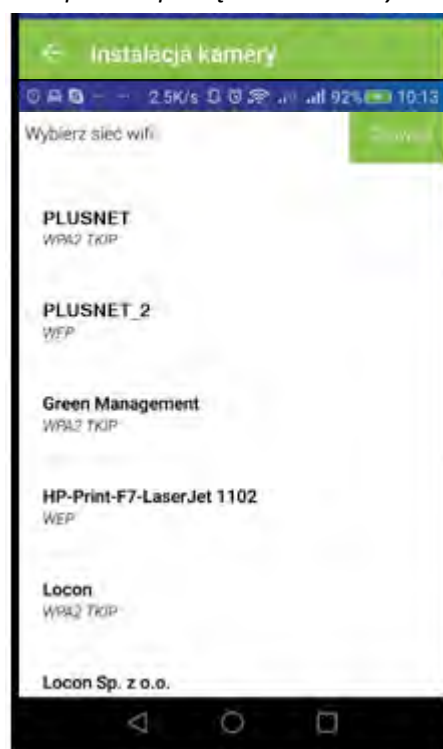 Instalacja kamery
2.5K/s 92% 10:13
Wybierz sieć wifi
PLUSNET
WPA2 TKIP
PLUSNET_2
WEP
Green Management
WPA2 TKIP
HP-Print-F7-LaserJet 1102
WEP
Locon
WPA2 TKIP
Locon Sp. z o.o.